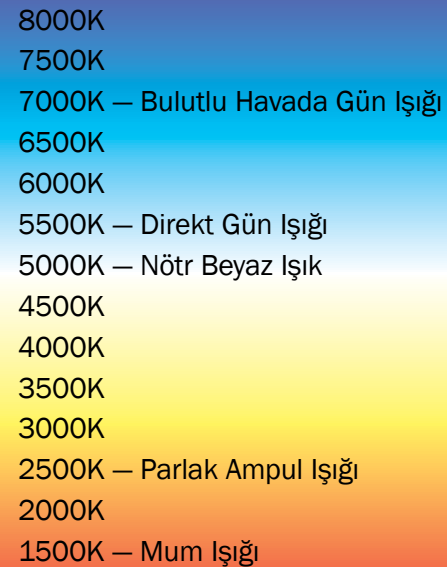 8000K
7500K
7000K — Bulutlu Havada Gün Işığı
6500K
6000K
5500K — Direkt Gün Işığı
5000K — Nötr Beyaz Işık
4500K
4000K
3500K
3000K
2500K — Parlak Ampul Işığı
2000K
1500K — Mum Işığı